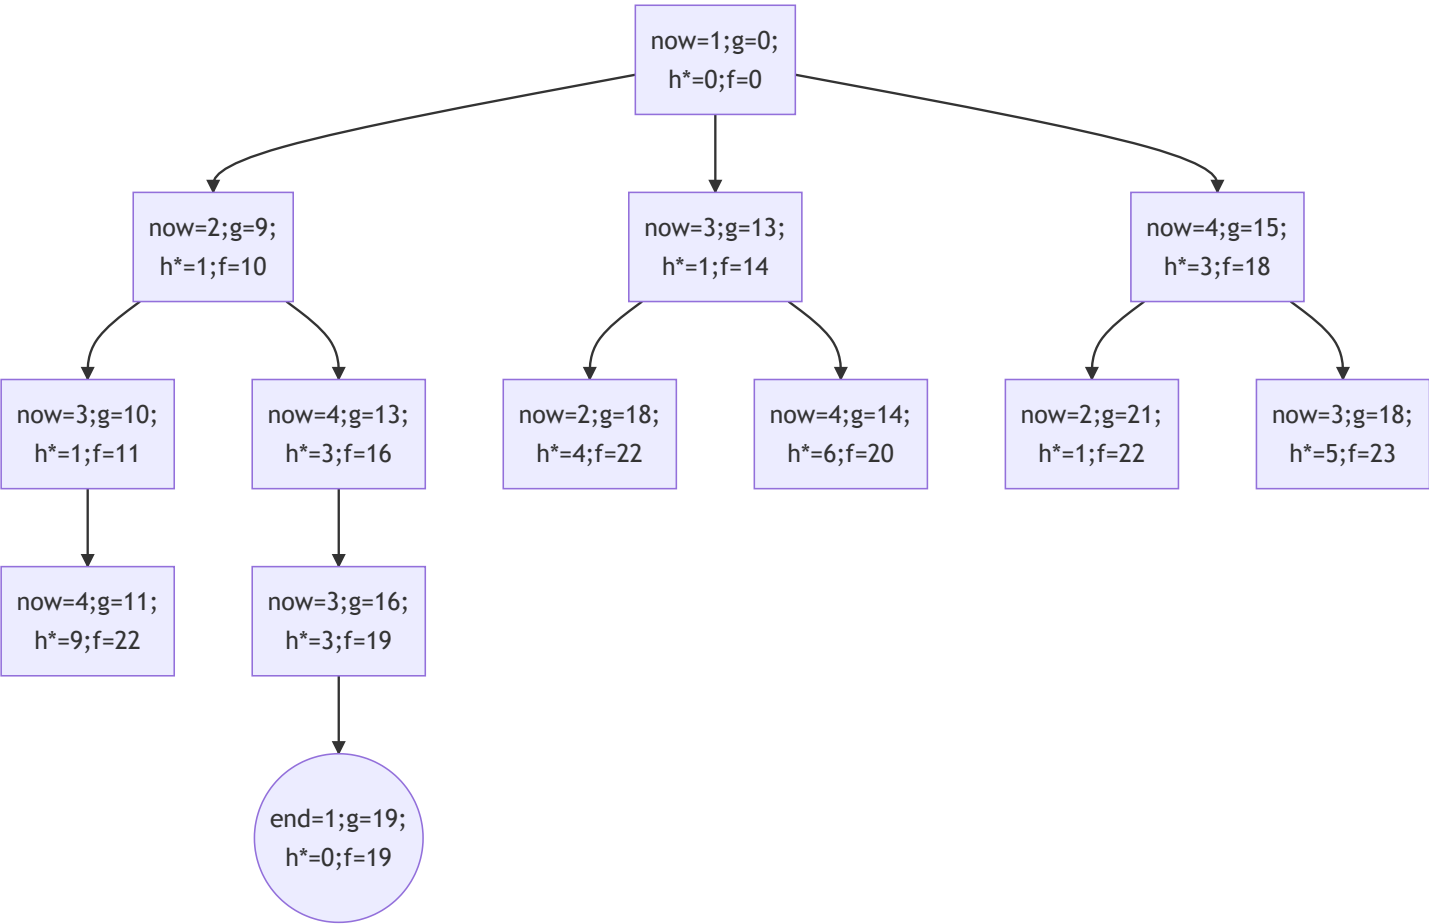 now=1;g=0;
h*=0;f=0
now=2;g=9;
h*=1;f=10
now=3;g=13;
h*=1;f=14
now=4;g=15;
h*=3;f=18
now=3;g=10;
h*=1;f=11
now=4;g=13;
h*=3;f=16
now=2;g=18;
h*=4;f=22
now=4;g=14;
h*=6;f=20
now=2;g=21;
h*=1;f=22
now=3;g=18;
h*=5;f=23
now=4;g=11;
h*=9;f=22
now=3;g=16;
h*=3;f=19
end=1;g=19;
h*=0;f=19